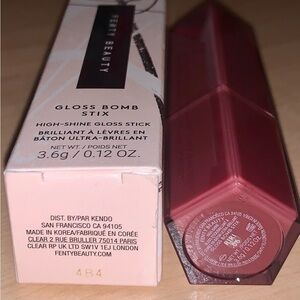 FENTY BEAUTY
GLOSS BOMB
STIX
HIGH-SHINE GLOSS STICK
BRILLIANT À LÈVRES EN
BÂTON ULTRA-BRILLANT
NET WT. / POIDS NET
3.6g / 0.12 OZ.
DIST. BY/PAR KENDO
SAN FRANCISCO CA 94105
MADE IN KOREA/FABRIQUÉ EN CORÉE
CLEAR 2 RUE BRULLER 75014 PARIS
CLEAR RP UK LTD SW1V 1EJ LONDON
FENTYBEAUTY.COM
4B4